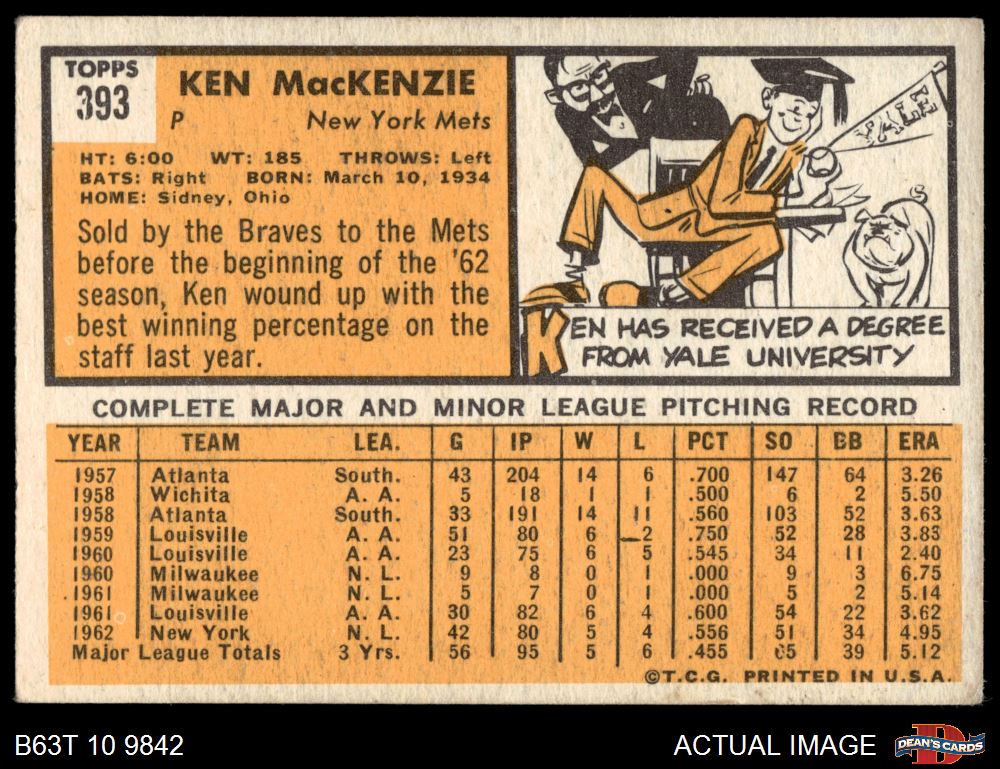 TOPPS
393
KEN MacKENZIE
P New York Mets
HT: 6:00 WT: 185 THROWS: Left
BATS: Right BORN: March 10, 1934
HOME: Sidney, Ohio
Sold by the Braves to the Mets
before the beginning of the '62
season, Ken wound up with the
best winning percentage on the
staff last year.
YALE
KEN HAS RECEIVED A DEGREE
FROM YALE UNIVERSITY
COMPLETE MAJOR AND MINOR LEAGUE PITCHING RECORD
YEAR TEAM LEA. G IP W L PCT SO BB ERA
1957 Atlanta South. 43 204 14 6 .700 147 64 3.26
1958 Wichita A. A. 5 18 1 1 .500 6 2 5.50
1958 Atlanta South. 33 191 14 11 .560 103 52 3.63
1959 Louisville A. A. 51 80 6 2 .750 52 28 3.83
1960 Louisville A. A. 23 75 6 5 .545 34 11 2.40
1960 Milwaukee N. L. 9 8 0 1 .000 9 3 6.75
1961 Milwaukee N. L. 5 7 0 1 .000 5 2 5.14
1961 Louisville A. A. 30 82 6 4 .600 54 22 3.62
1962 New York N. L. 42 80 5 4 .556 51 34 4.95
Major League Totals 3 Yrs. 56 95 5 6 .455 65 39 5.12
©T.C.G. PRINTED IN U.S.A.
B63T 10 9842 ACTUAL IMAGE DEAN'S CARDS